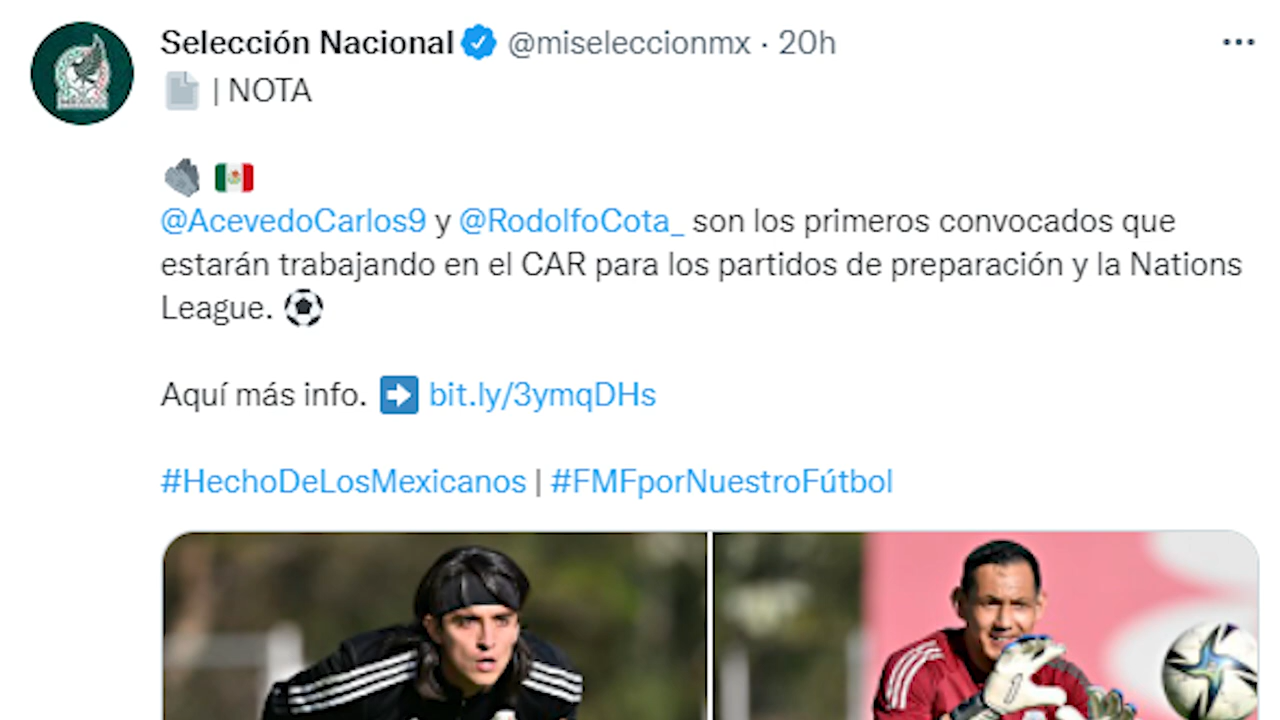 Selección Nacional @miseleccionmx · 20h
| NOTA
@AcevedoCarlos9 y @RodolfoCota_ son los primeros convocados que
estarán trabajando en el CAR para los partidos de preparación y la Nations
League.
Aquí más info. bit.ly/3ymqDHs
#HechoDeLosMexicanos | #FMFporNuestroFútbol